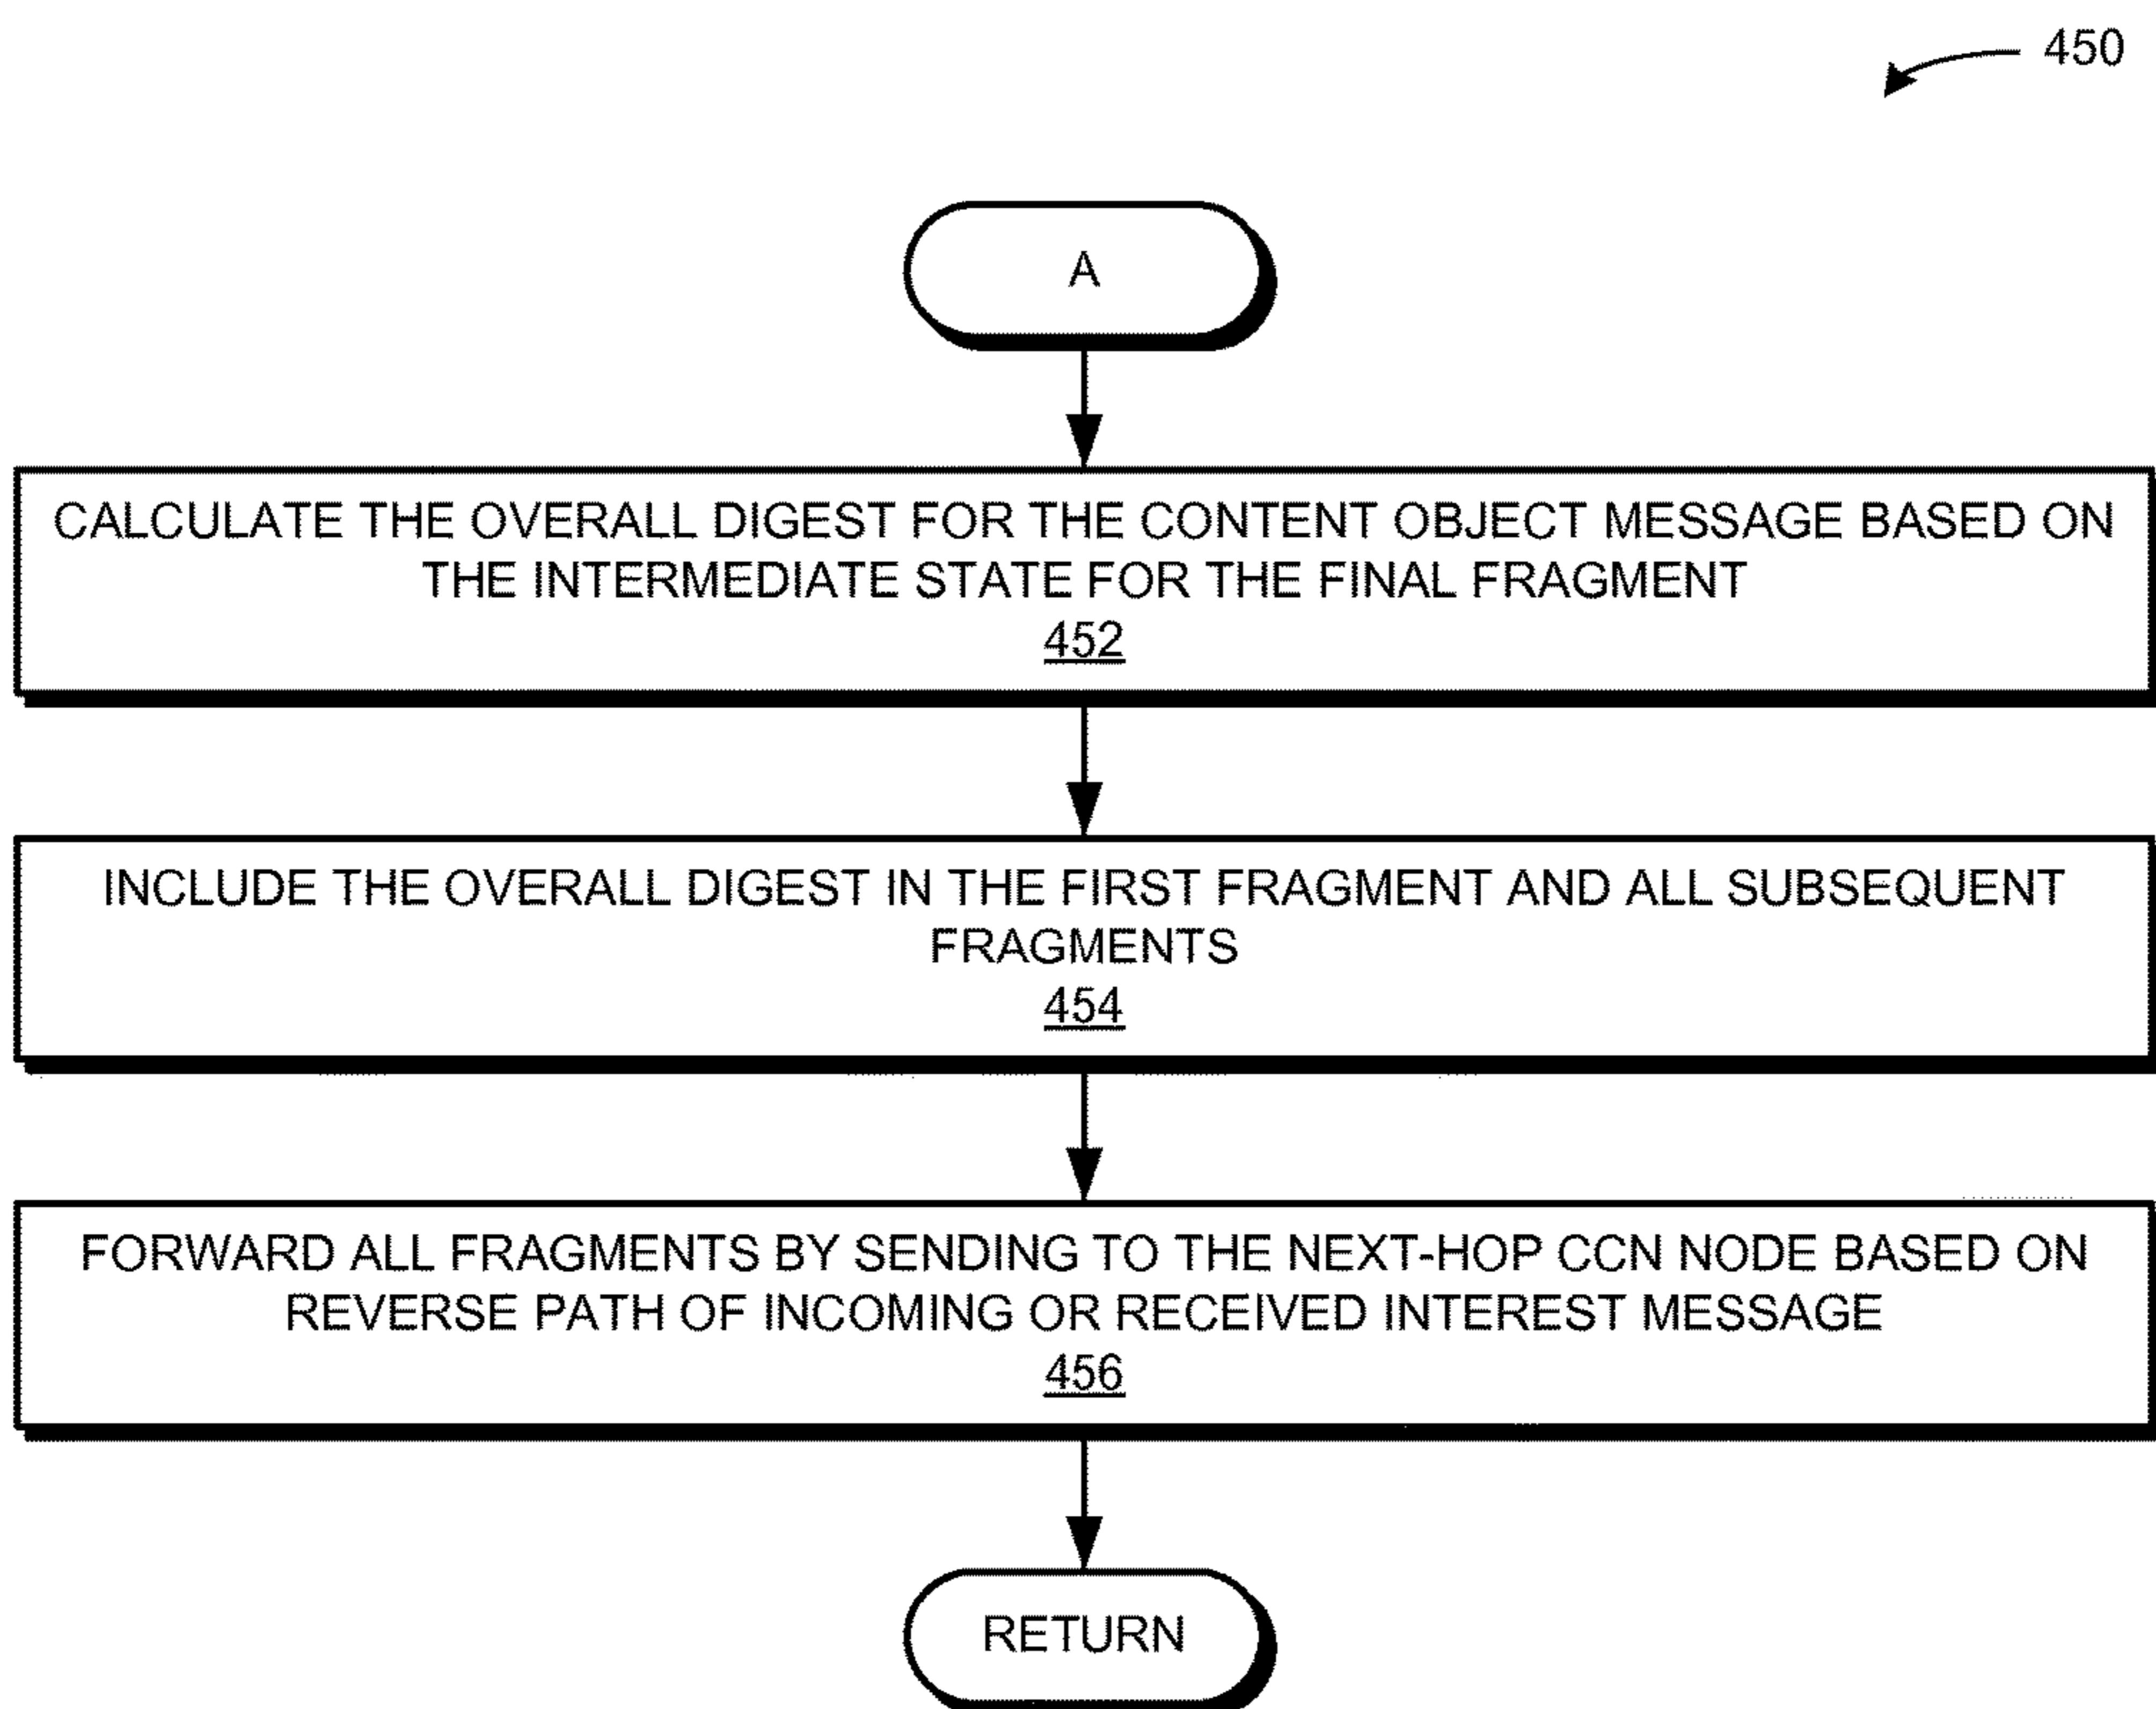 450
A
CALCULATE THE OVERALL DIGEST FOR THE CONTENT OBJECT MESSAGE BASED ON
THE INTERMEDIATE STATE FOR THE FINAL FRAGMENT
452
INCLUDE THE OVERALL DIGEST IN THE FIRST FRAGMENT AND ALL SUBSEQUENT
FRAGMENTS
454
FORWARD ALL FRAGMENTS BY SENDING TO THE NEXT-HOP CCN NODE BASED ON
REVERSE PATH OF INCOMING OR RECEIVED INTEREST MESSAGE
456
RETURN